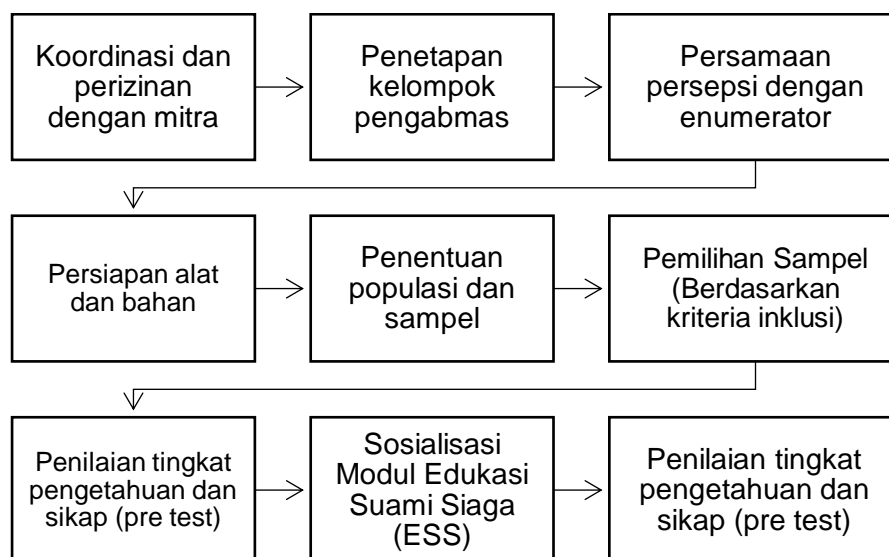 Koordinasi dan
perizinan
dengan mitra
Penetapan
kelompok
pengabmas
Persamaan
persepsi dengan
enumerator
Persiapan alat
dan bahan
Penentuan
populasi dan
sampel
Pemilihan Sampel
(Berdasarkan
kriteria inklusi)
Penilaian tingkat
pengetahuan dan
sikap (pre test)
Sosialisasi
Modul Edukasi
Suami Siaga
(ESS)
Penilaian tingkat
pengetahuan dan
sikap (pre test)